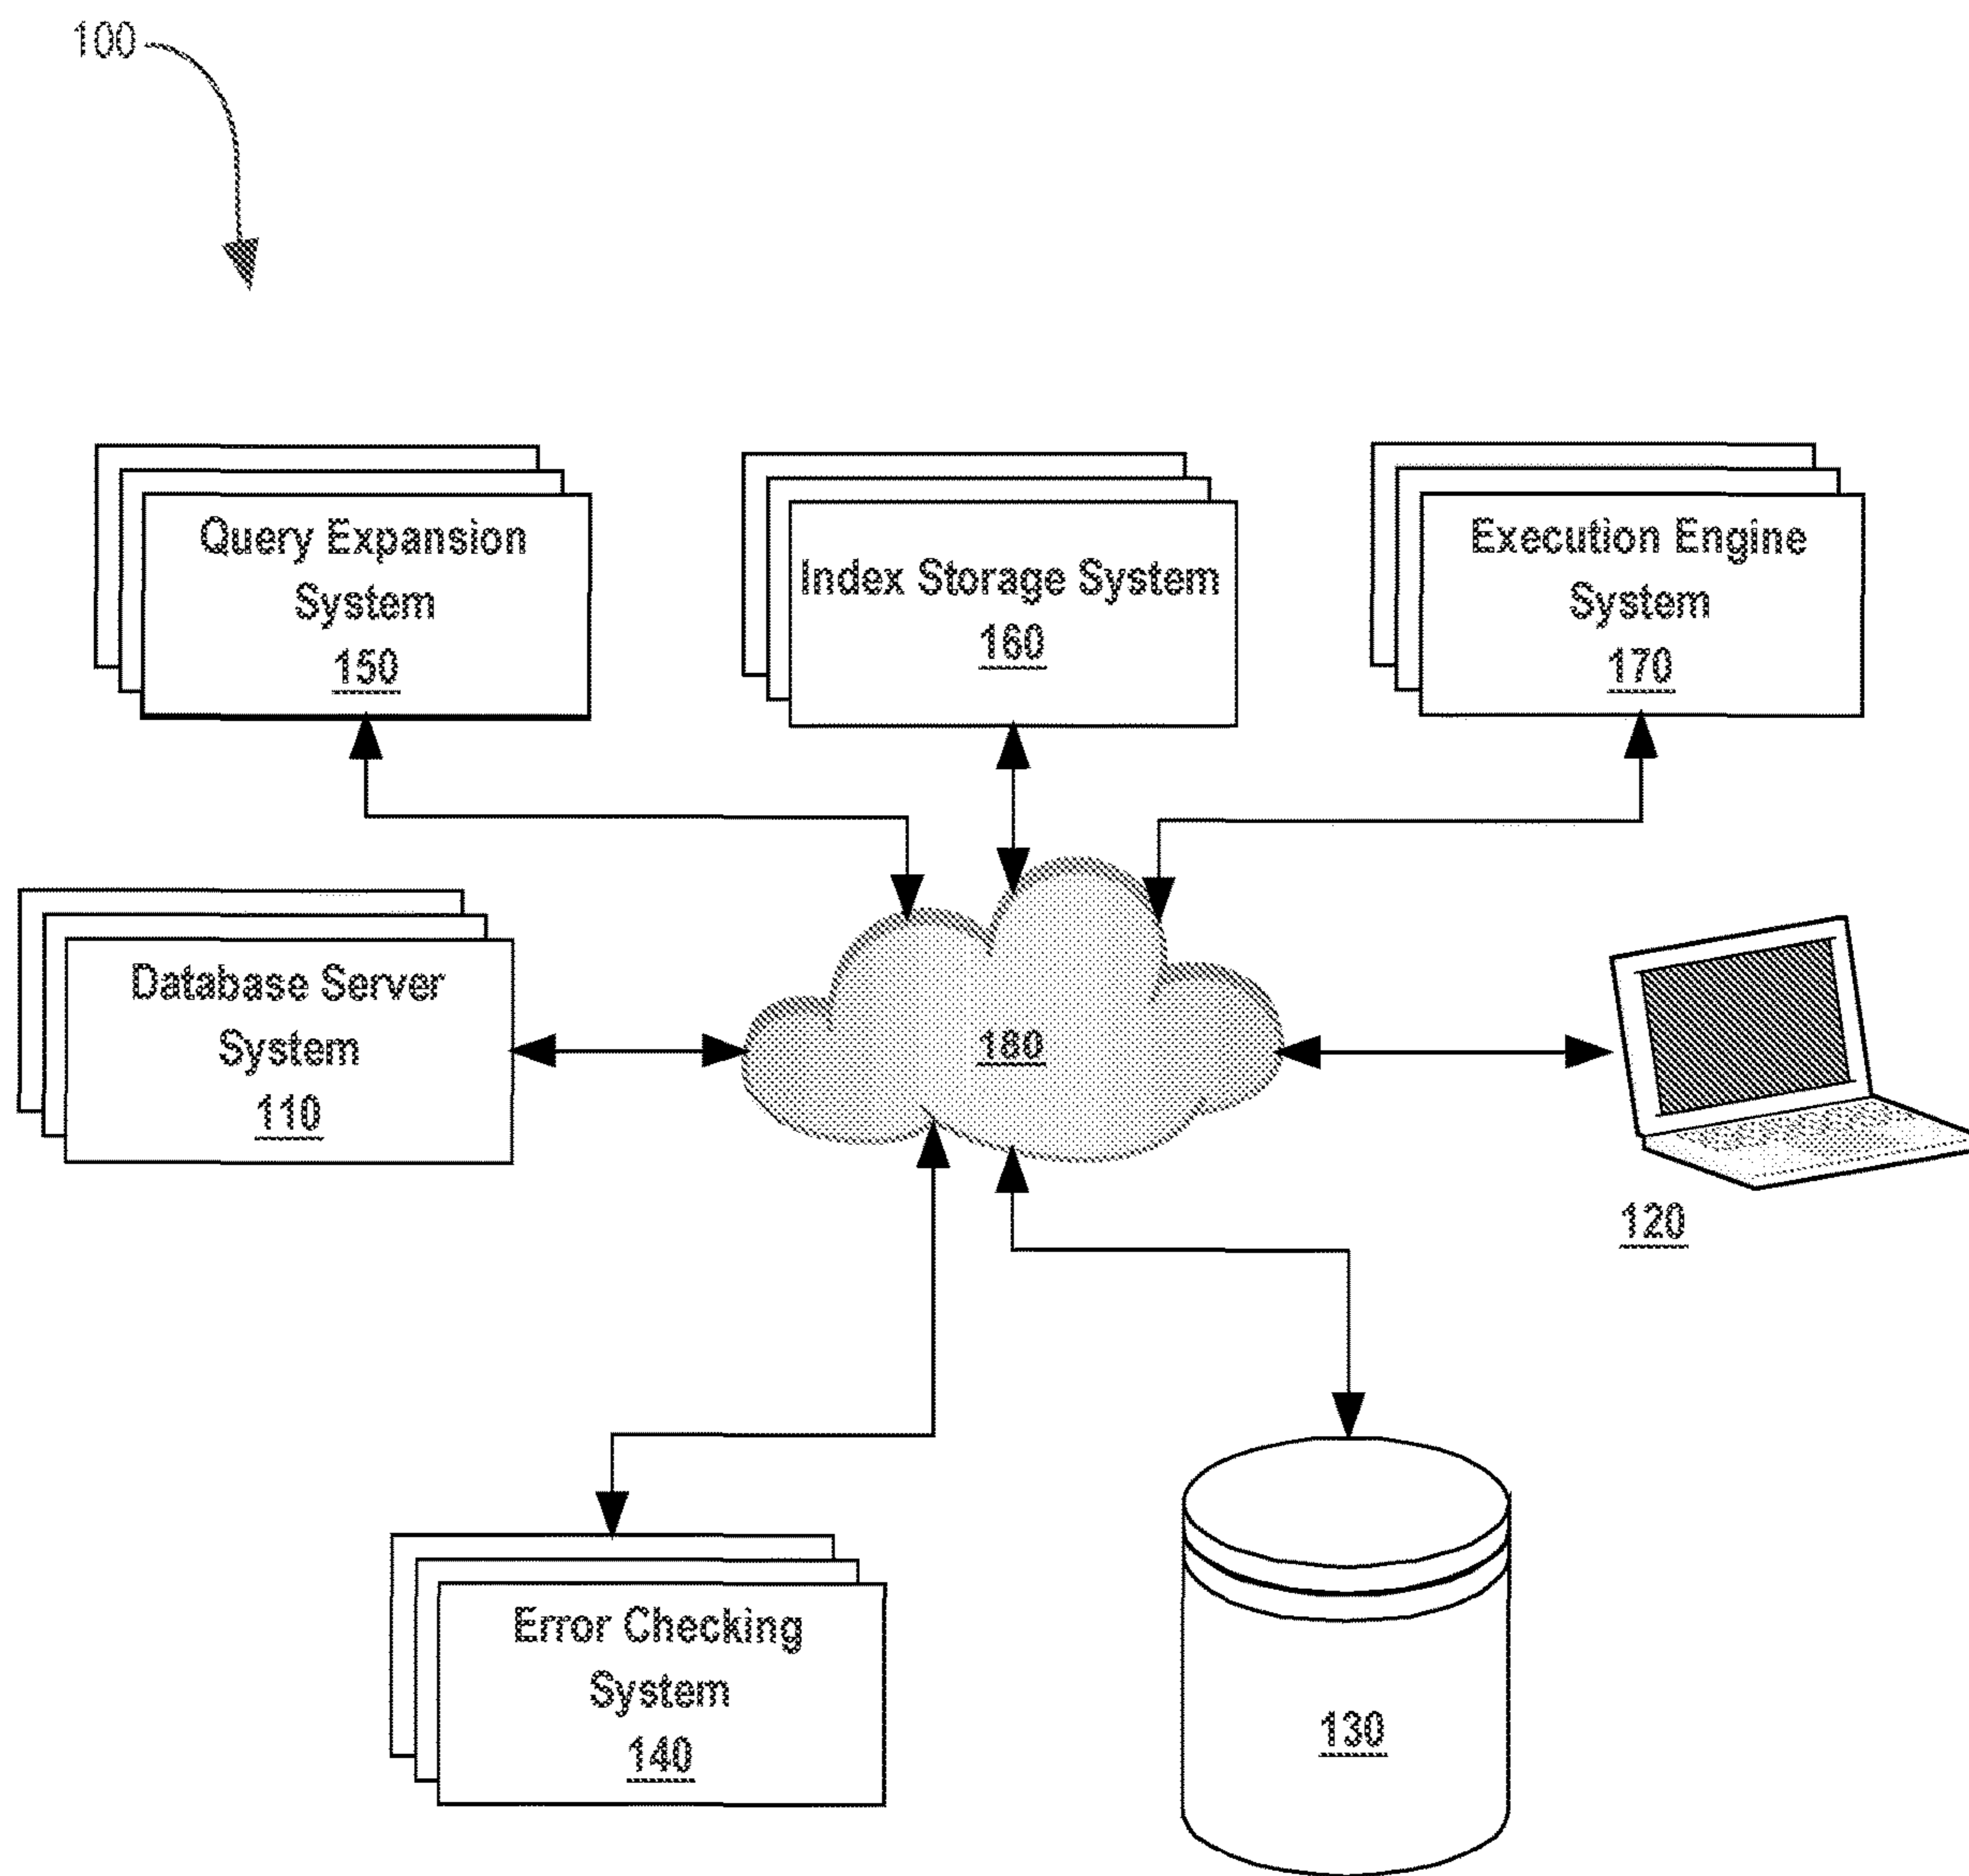 100
Query Expansion
System
150
Index Storage System
160
Execution Engine
System
170
Database Server
System
110
180
120
Error Checking
System
140
130